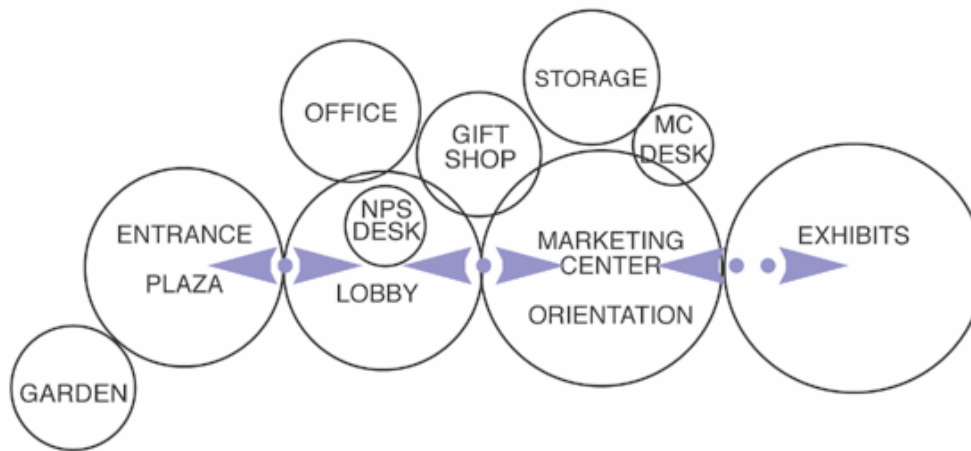 OFFICE
STORAGE
GIFT
SHOP
MC
DESK
ENTRANCE
PLAZA
NPS
DESK
LOBBY
MARKETING
CENTER
ORIENTATION
EXHIBITS
GARDEN